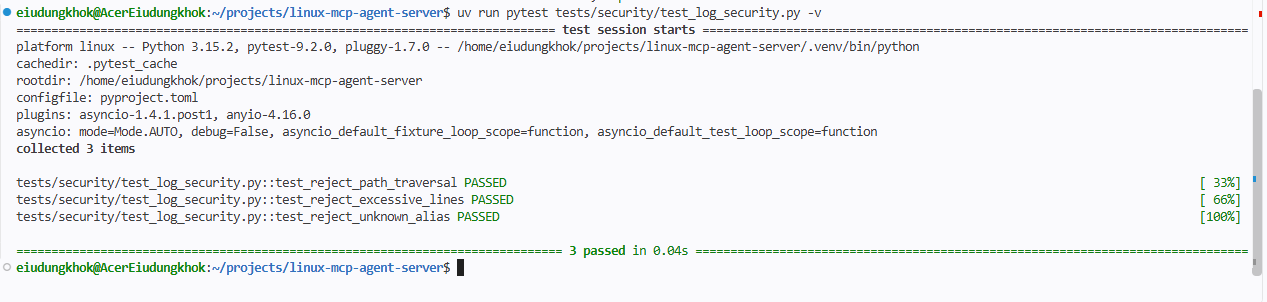 eiudungkhok@AcerEiudungkhok:~/projects/linux-mcp-agent-server$ uv run pytest tests/security/test_log_security.py -v
============================================================================= test session starts =============================================================================
platform linux -- Python 3.15.2, pytest-9.2.0, pluggy-1.7.0 -- /home/eiudungkhok/projects/linux-mcp-agent-server/.venv/bin/python
cachedir: .pytest_cache
rootdir: /home/eiudungkhok/projects/linux-mcp-agent-server
configfile: pyproject.toml
plugins: asyncio-1.4.1.post1, anyio-4.16.0
asyncio: mode=Mode.AUTO, debug=False, asyncio_default_fixture_loop_scope=function, asyncio_default_test_loop_scope=function
collected 3 items
tests/security/test_log_security.py::test_reject_path_traversal PASSED [ 33%]
tests/security/test_log_security.py::test_reject_excessive_lines PASSED [ 66%]
tests/security/test_log_security.py::test_reject_unknown_alias PASSED [100%]
============================================================================== 3 passed in 0.04s ==============================================================================
eiudungkhok@AcerEiudungkhok:~/projects/linux-mcp-agent-server$